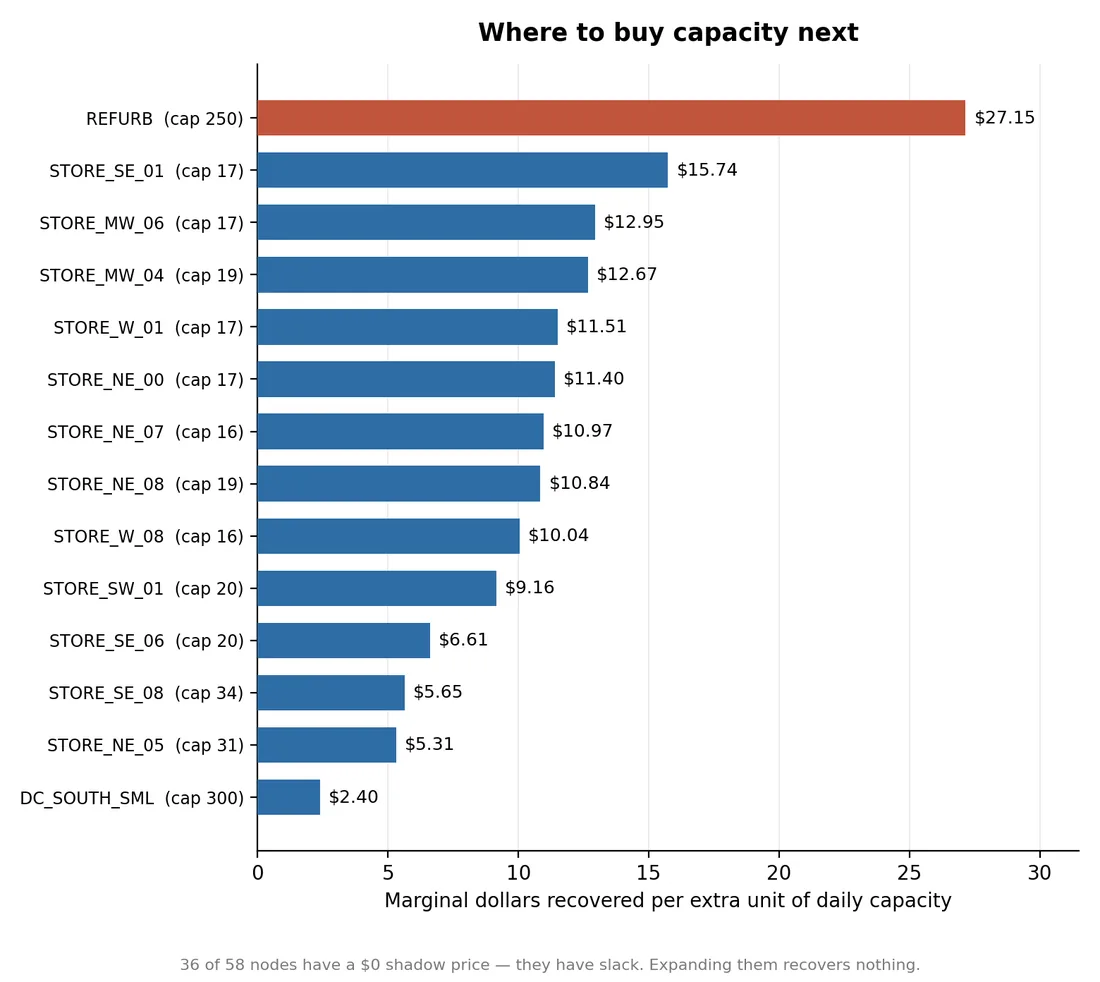 Where to buy capacity next
REFURB  (cap 250)
$27.15
STORE_SE_01  (cap 17)
$15.74
STORE_MW_06  (cap 17)
$12.95
STORE_MW_04  (cap 19)
$12.67
STORE_W_01  (cap 17)
$11.51
STORE_NE_00  (cap 17)
$11.40
STORE_NE_07  (cap 16)
$10.97
STORE_NE_08  (cap 19)
$10.84
STORE_W_08  (cap 16)
$10.04
STORE_SW_01  (cap 20)
$9.16
STORE_SE_06  (cap 20)
$6.61
STORE_SE_08  (cap 34)
$5.65
STORE_NE_05  (cap 31)
$5.31
DC_SOUTH_SML  (cap 300)
$2.40
0 5 10 15 20 25 30
Marginal dollars recovered per extra unit of daily capacity
36 of 58 nodes have a $0 shadow price — they have slack. Expanding them recovers nothing.